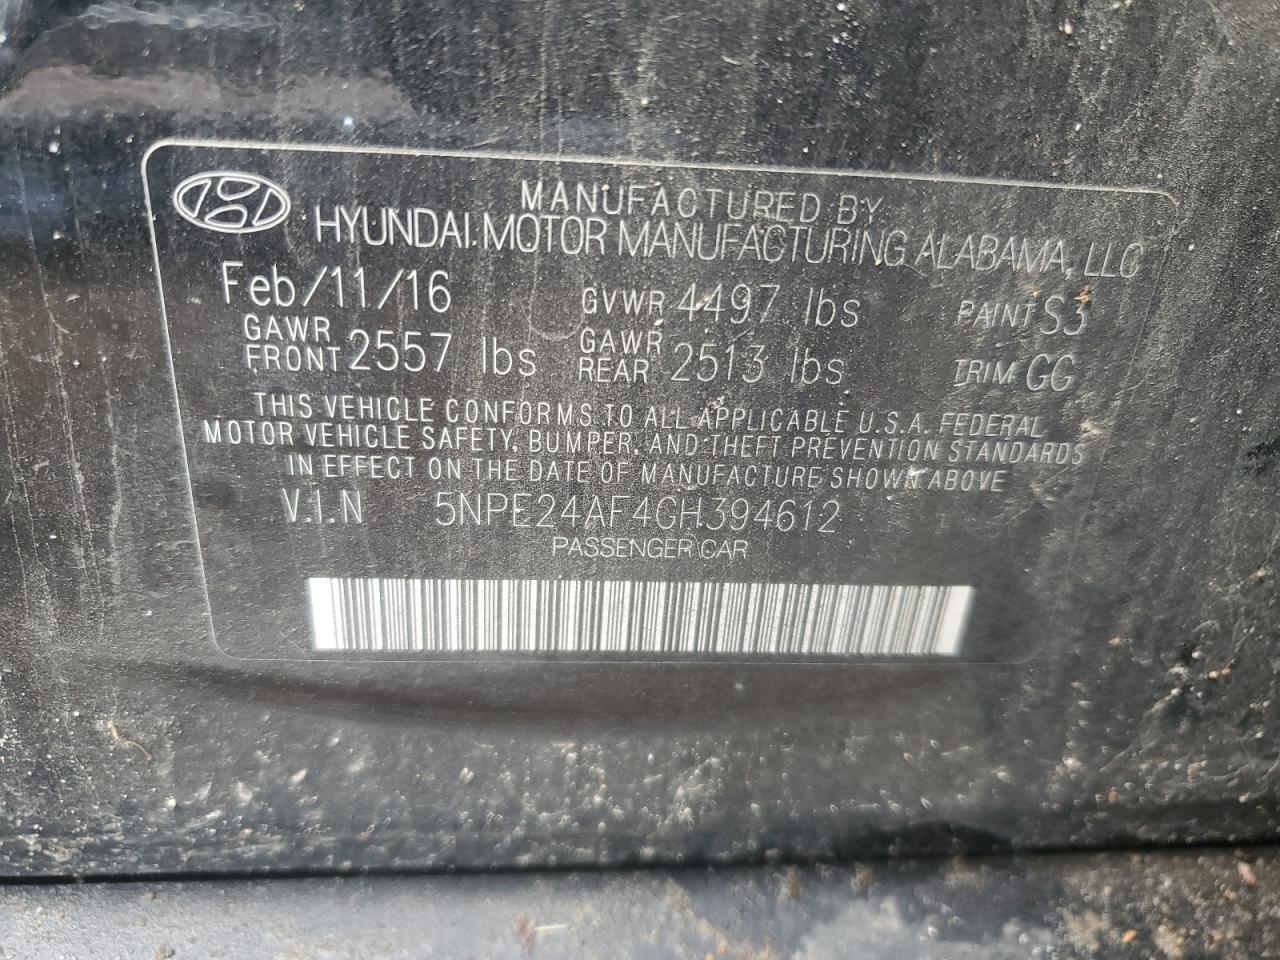 MANUFACTURED BY
HYUNDAI MOTOR MANUFACTURING ALABAMA, LLC
Feb/11/16 GVWR 4497 lbs PAINT S3
GAWR FRONT 2557 lbs GAWR REAR 2513 lbs TRIM GG
THIS VEHICLE CONFORMS TO ALL APPLICABLE U.S.A. FEDERAL
MOTOR VEHICLE SAFETY, BUMPER, AND THEFT PREVENTION STANDARDS
IN EFFECT ON THE DATE OF MANUFACTURE SHOWN ABOVE
V.I.N 5NPE24AF4GH394612
PASSENGER CAR